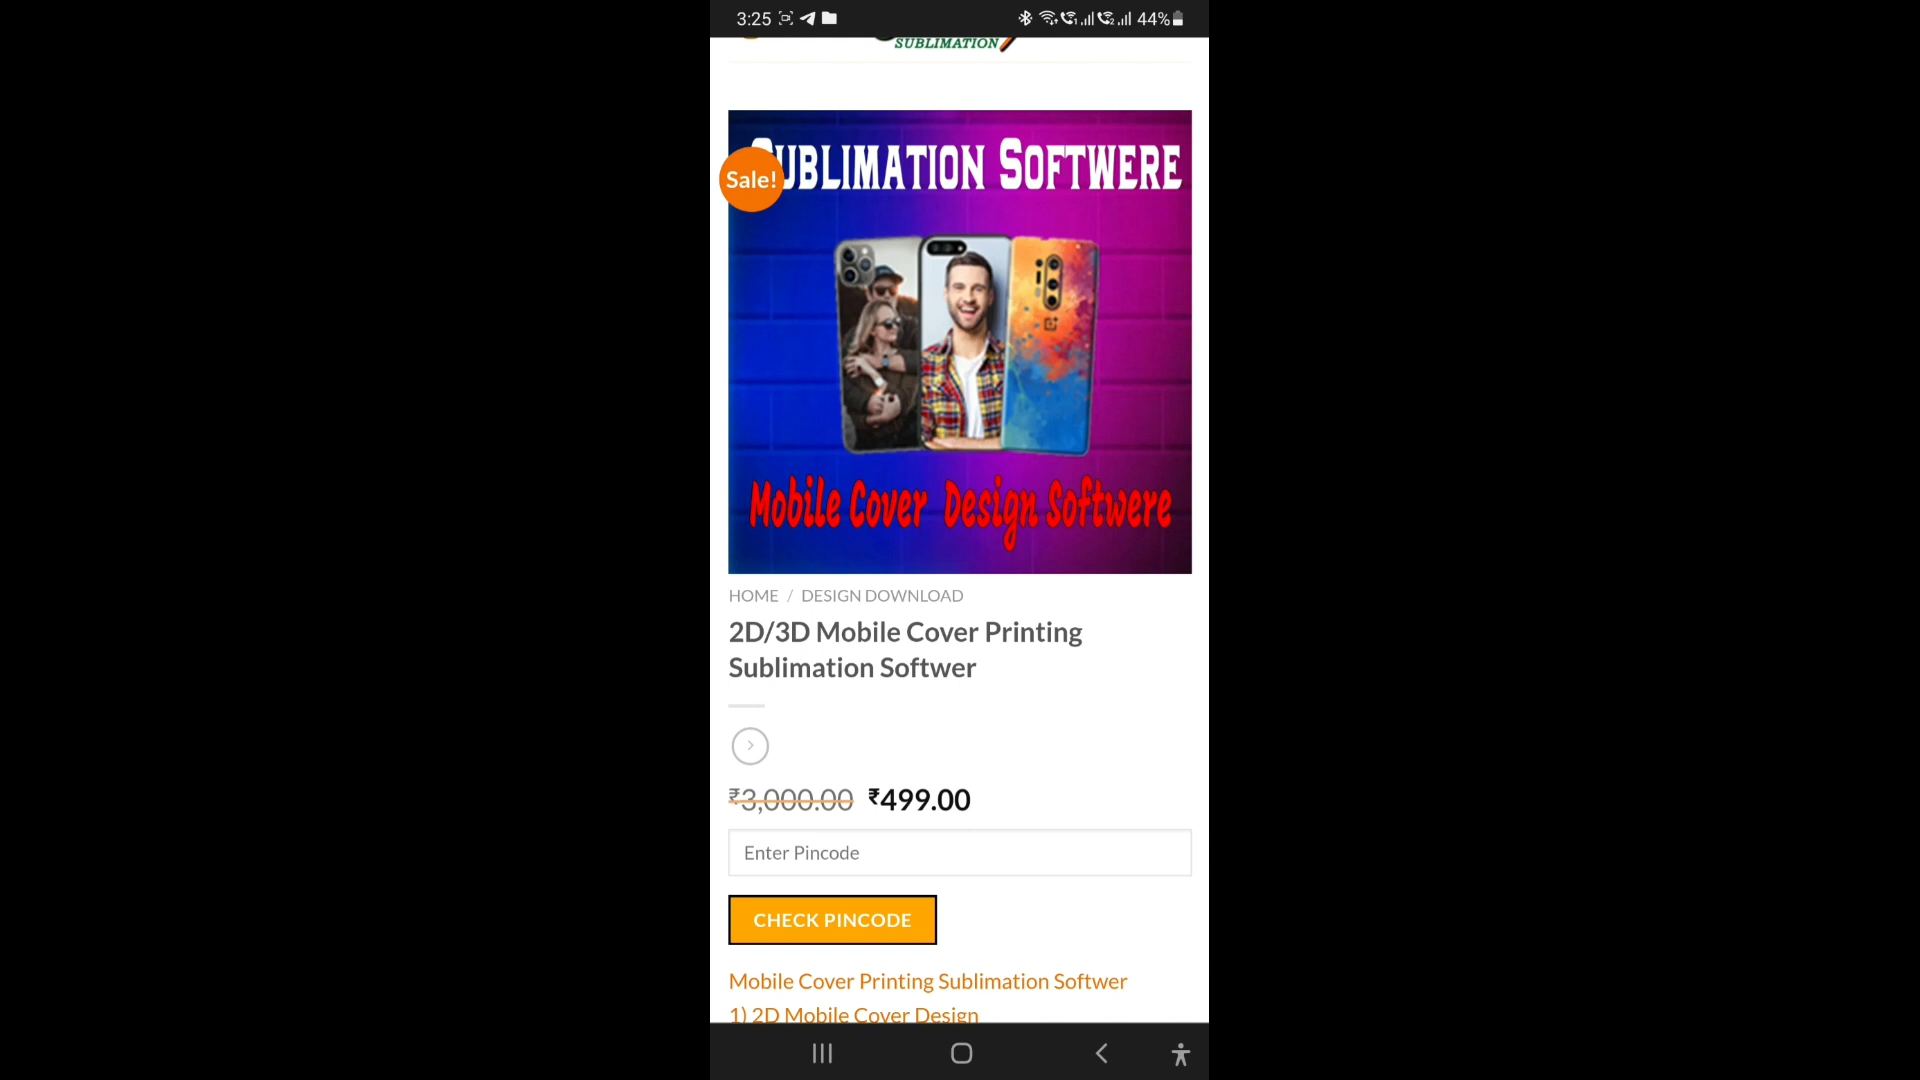 3:25 44%
SUBLIMATION
SUBLIMATION SOFTWERE
Sale!
Mobile Cover Design Softwere
HOME / DESIGN DOWNLOAD
2D/3D Mobile Cover Printing
Sublimation Softwer
₹3,000.00 ₹499.00
Enter Pincode
CHECK PINCODE
Mobile Cover Printing Sublimation Softwer
1) 2D Mobile Cover Design